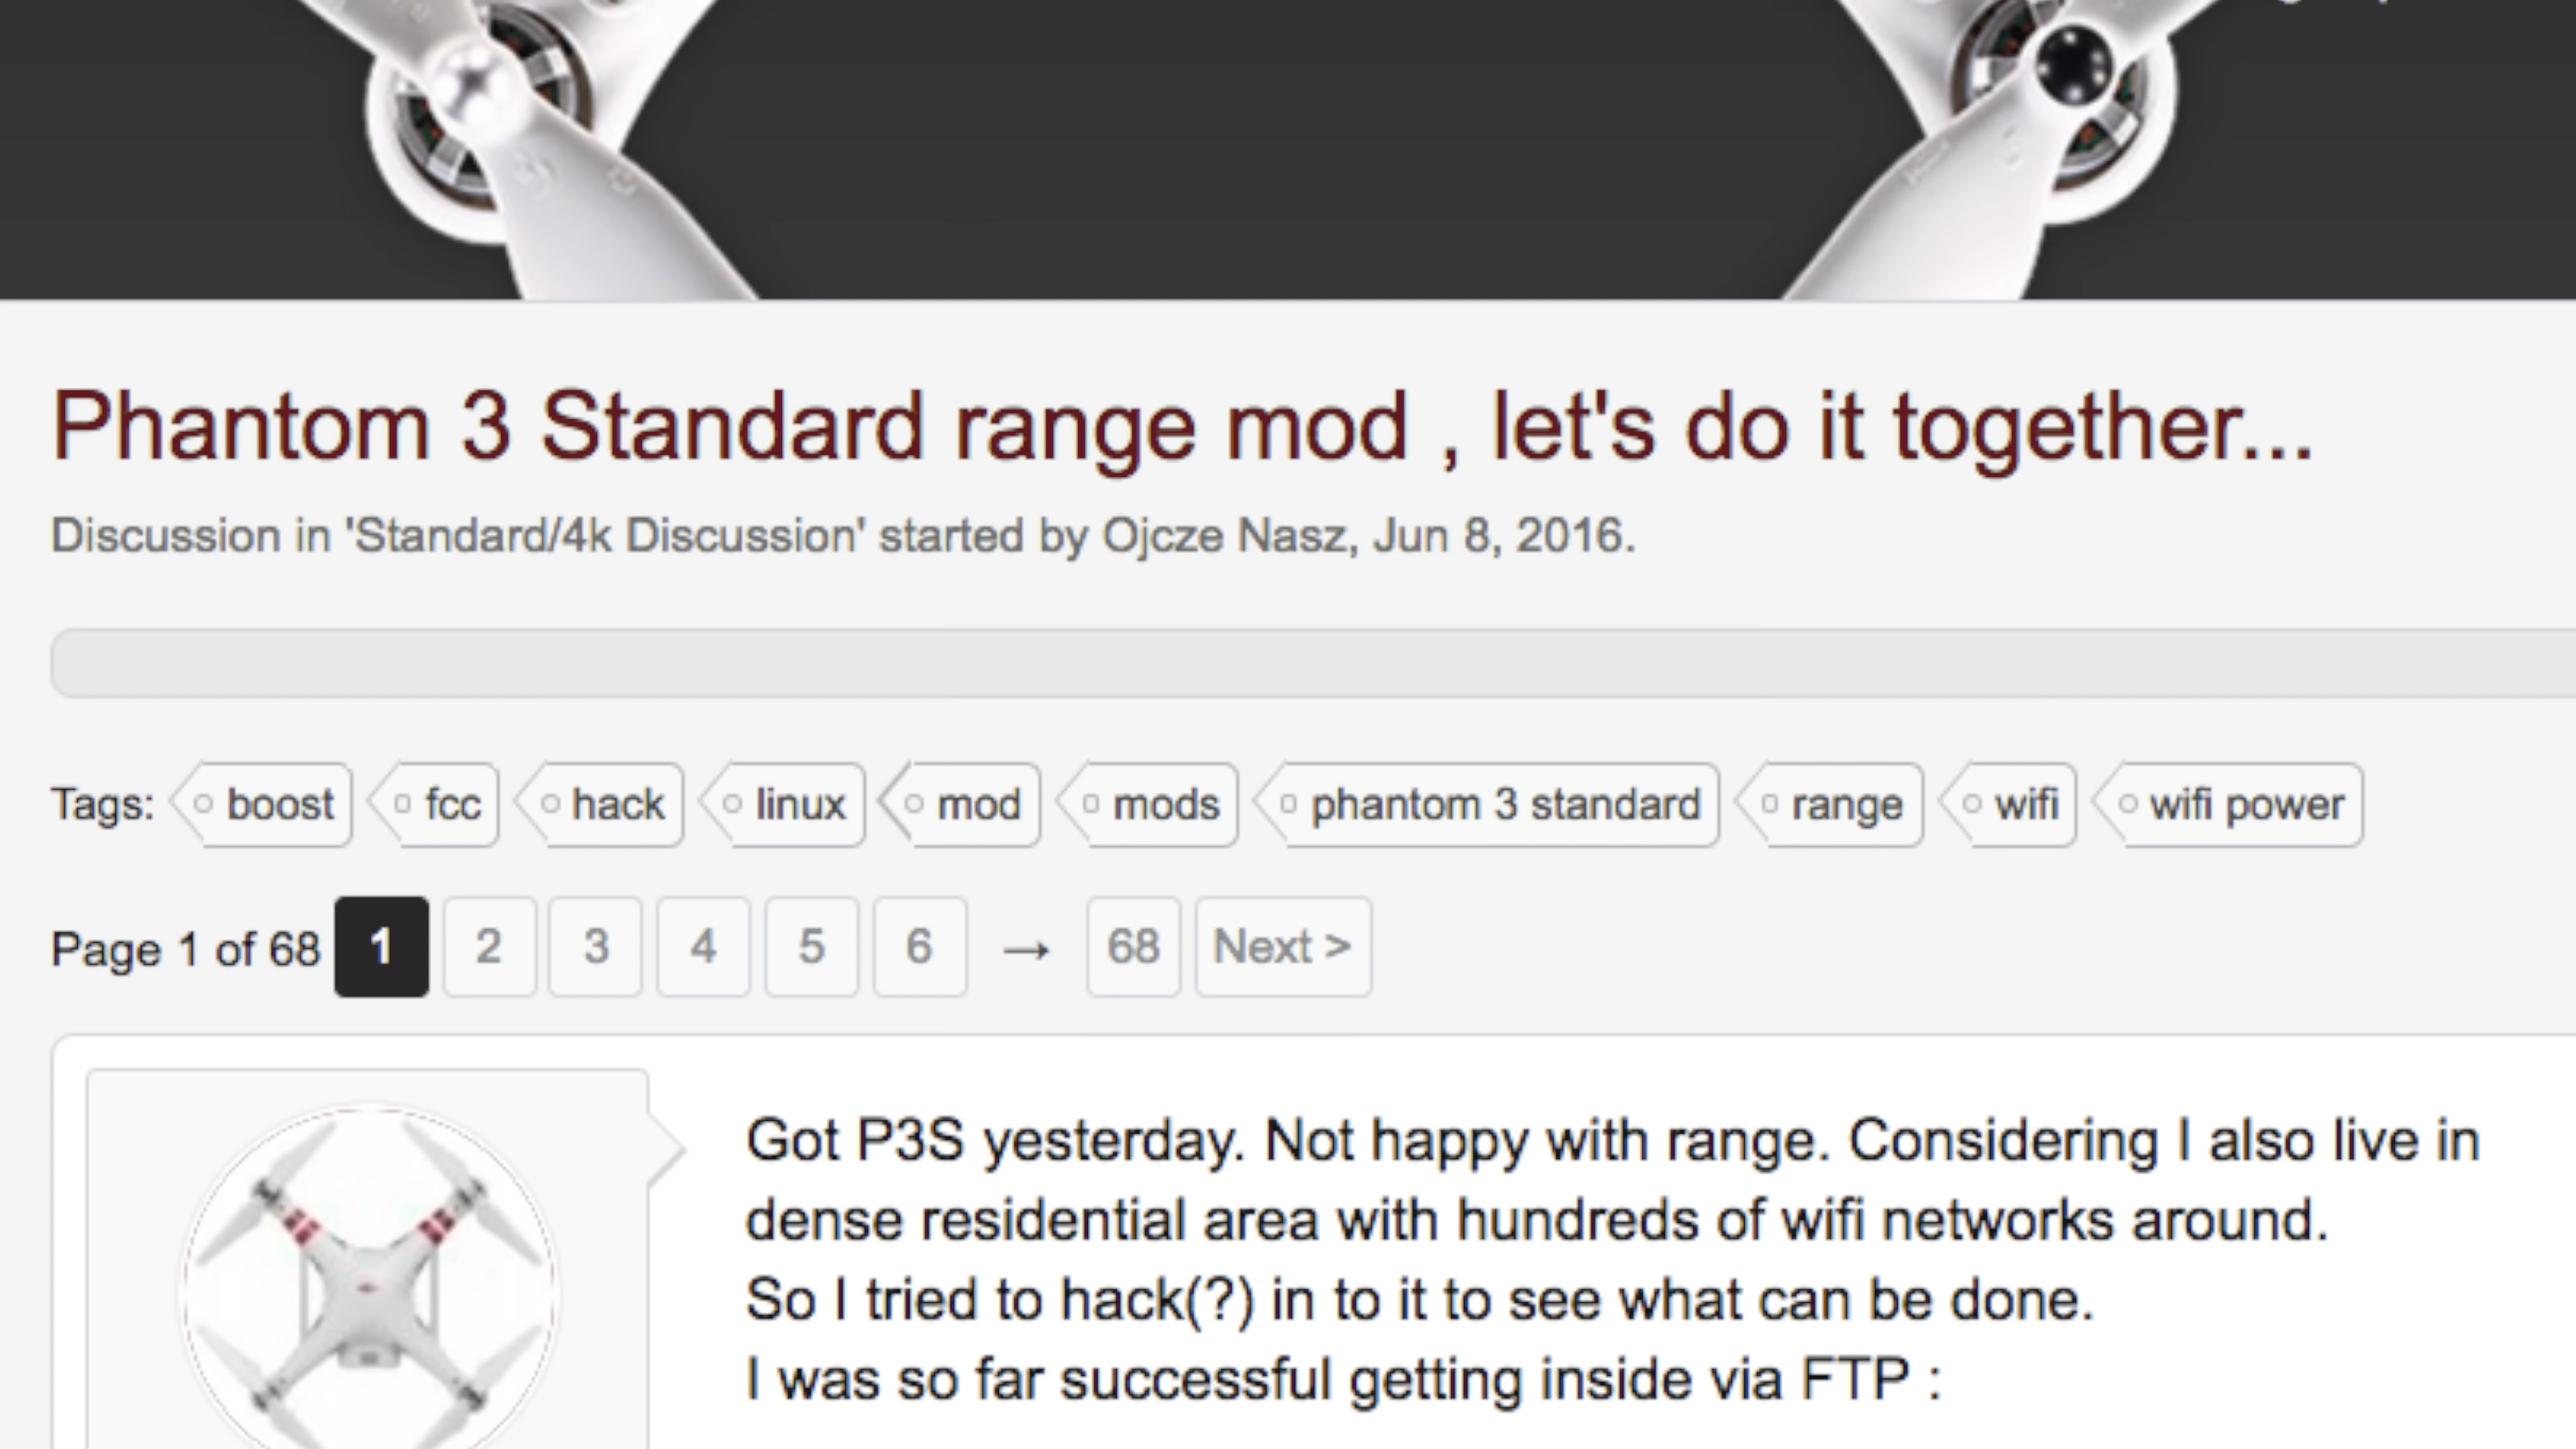 Phantom 3 Standard range mod , let's do it together...
Discussion in 'Standard/4k Discussion' started by Ojcze Nasz, Jun 8, 2016.
Tags: boost fcc hack linux mod mods phantom 3 standard range wifi wifi power
Page 1 of 68 1 2 3 4 5 6 → 68 Next >
Got P3S yesterday. Not happy with range. Considering I also live in
dense residential area with hundreds of wifi networks around.
So I tried to hack(?) in to it to see what can be done.
I was so far successful getting inside via FTP :